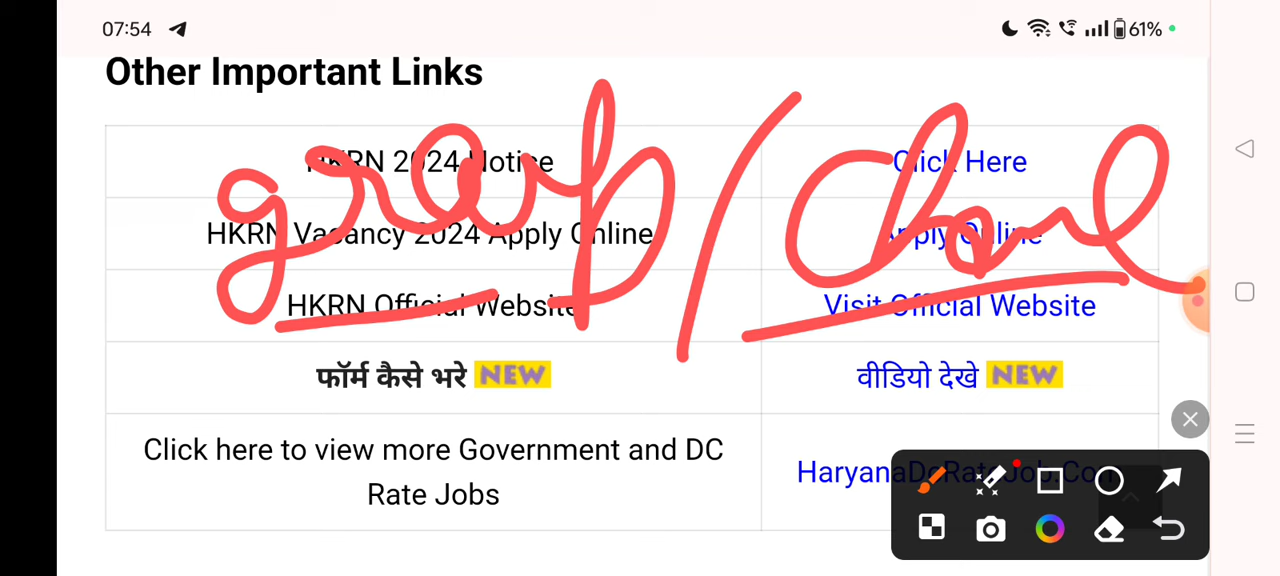 07:54 61%
Other Important Links
HKRN 2024 Notice Click Here
HKRN Vacancy 2024 Apply Online Apply Online
HKRN Official Website Visit Official Website
फॉर्म कैसे भरे NEW वीडियो देखे NEW
Click here to view more Government and DC
Rate Jobs
HaryanaDcRateJob.Com